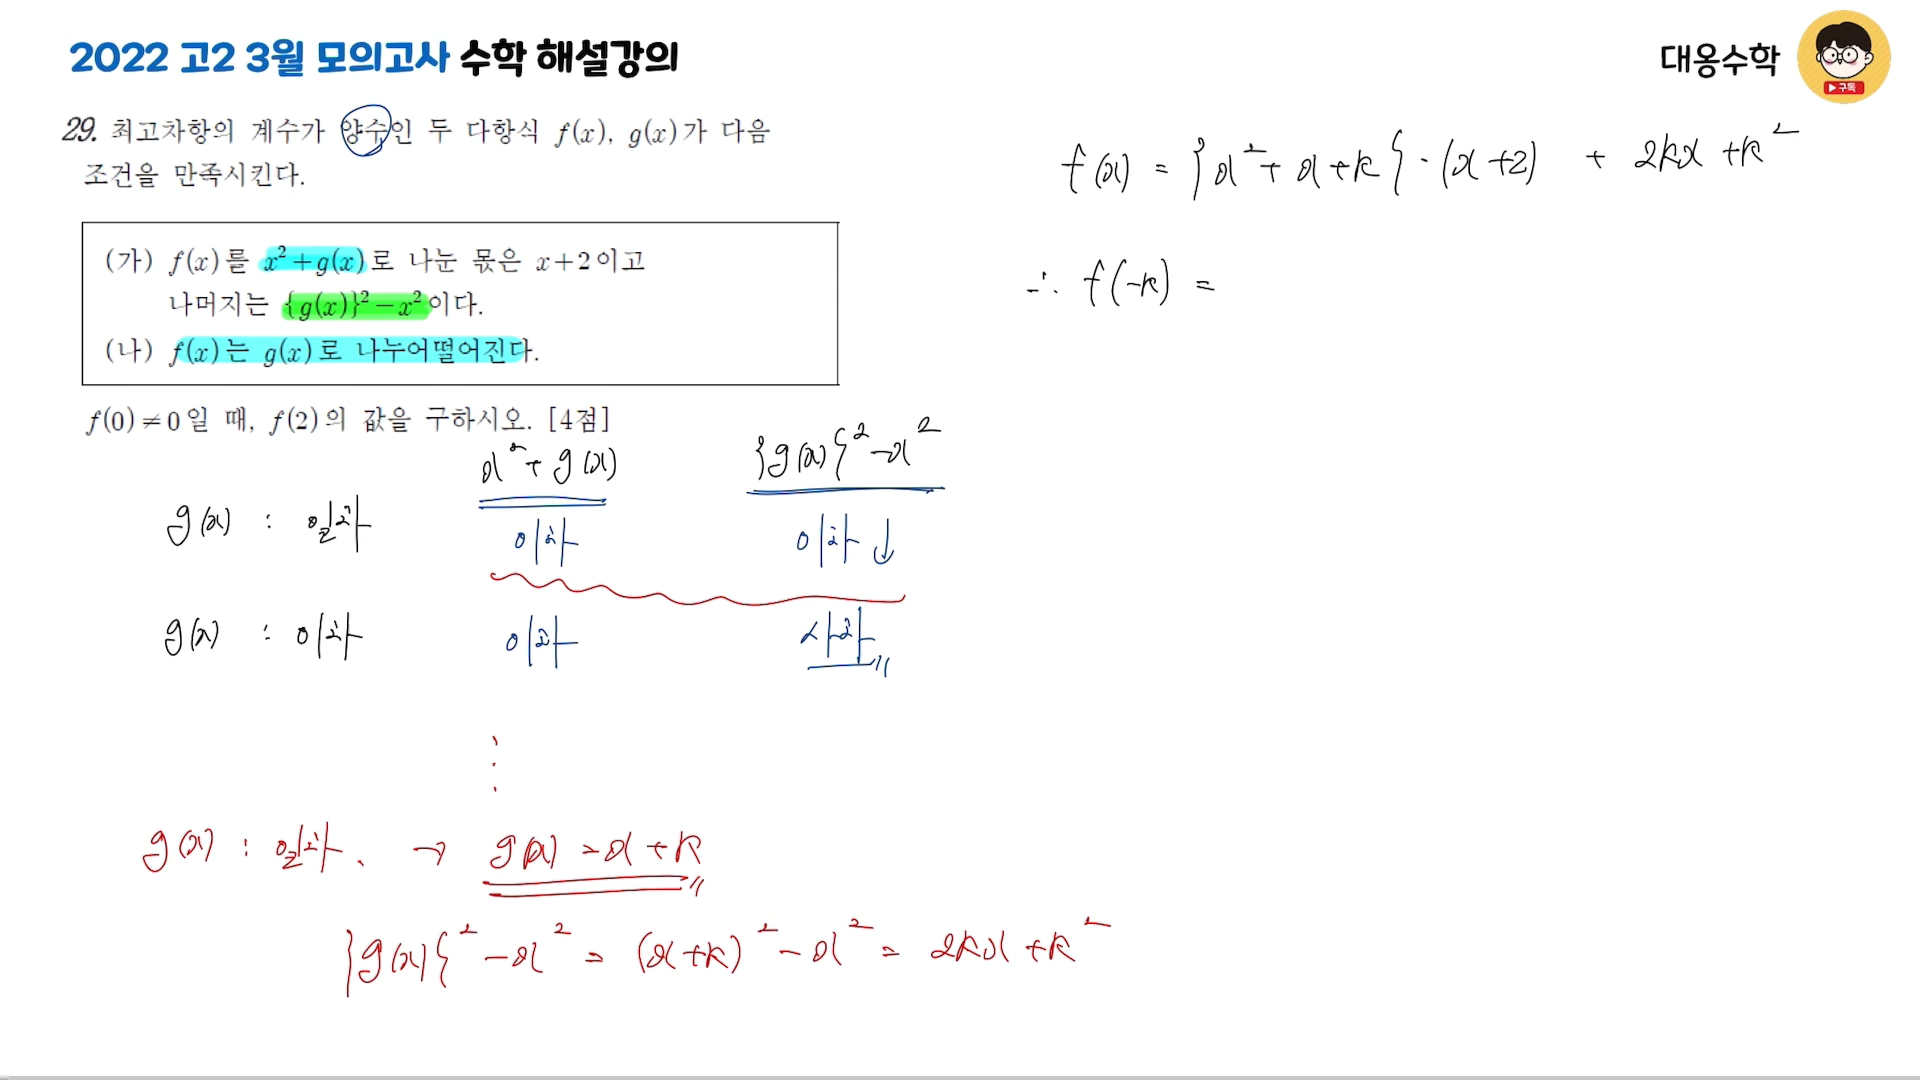 2022 고2 3월 모의고사 수학 해설강의
대옹수학
구독
29. 최고차항의 계수가 양수인 두 다항식 f(x), g(x)가 다음
조건을 만족시킨다.
(가) f(x)를 x²+g(x)로 나눈 몫은 x+2이고
나머지는 {g(x)}²−x²이다.
(나) f(x)는 g(x)로 나누어떨어진다.
f(0)≠0일 때, f(2)의 값을 구하시오. [4점]
x²+g(x) {g(x)}²−x²
g(x) : 일차 이차 이차↓
g(x) : 이차 이차 사차
⋮
g(x) : 일차. → g(x)=x+k
{g(x)}²−x² = (x+k)²−x² = 2kx+k²
f(x) = {x²+x+k}·(x+2) + 2kx+k²
∴ f(-k) =